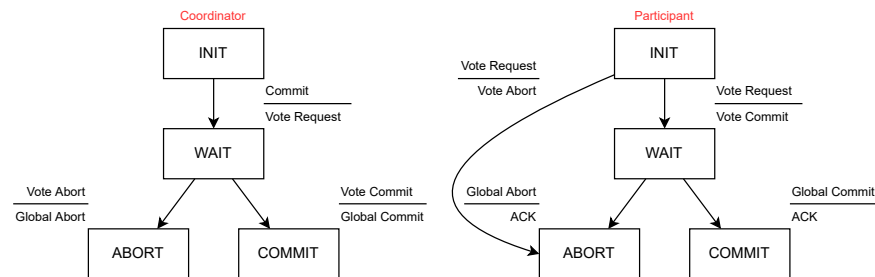 Coordinator
INIT
Commit
Vote Request
WAIT
Vote Abort
Global Abort
Vote Commit
Global Commit
ABORT
COMMIT
Participant
INIT
Vote Request
Vote Abort
Vote Request
Vote Commit
WAIT
Global Abort
ACK
Global Commit
ACK
ABORT
COMMIT